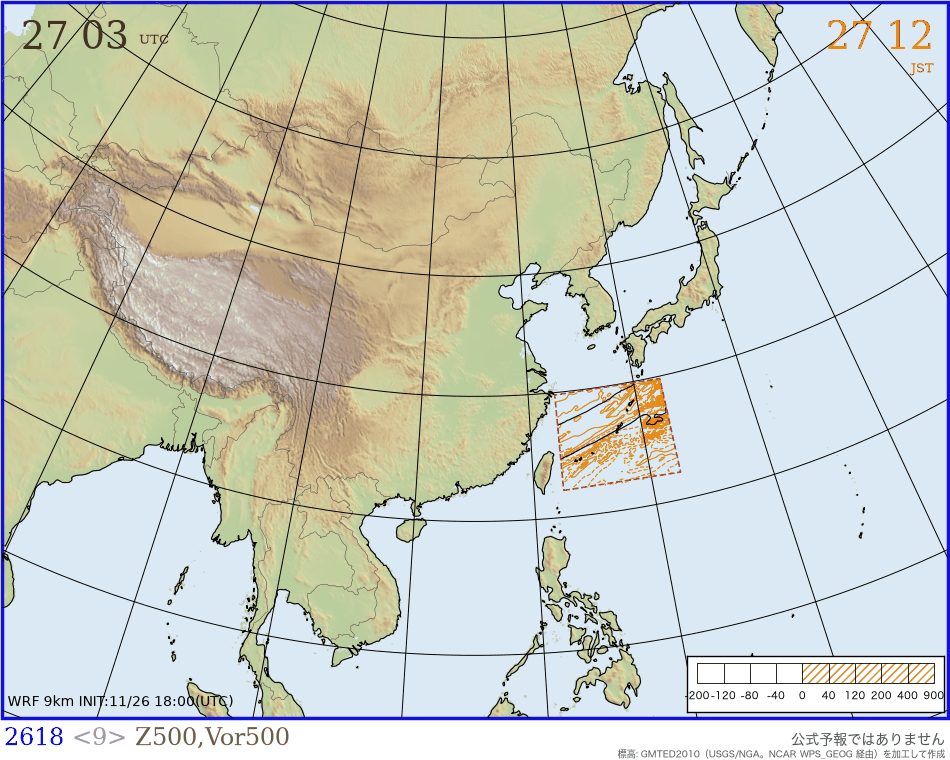 27 03 UTC
27 12
JST
-200 -120 -80 -40 0 40 120 200 400 900
WRF 9km INIT:11/26 18:00(UTC)
2618 <9> Z500,Vor500
公式予報ではありません
標高: GMTED2010（USGS/NGA。NCAR WPS_GEOG 経由）を加工して作成